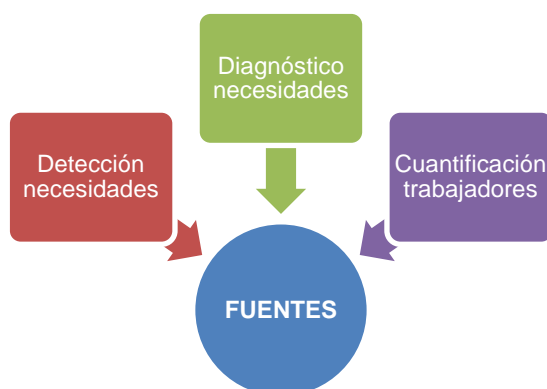 Diagnóstico
necesidades
Detección
necesidades
Cuantificación
trabajadores
FUENTES